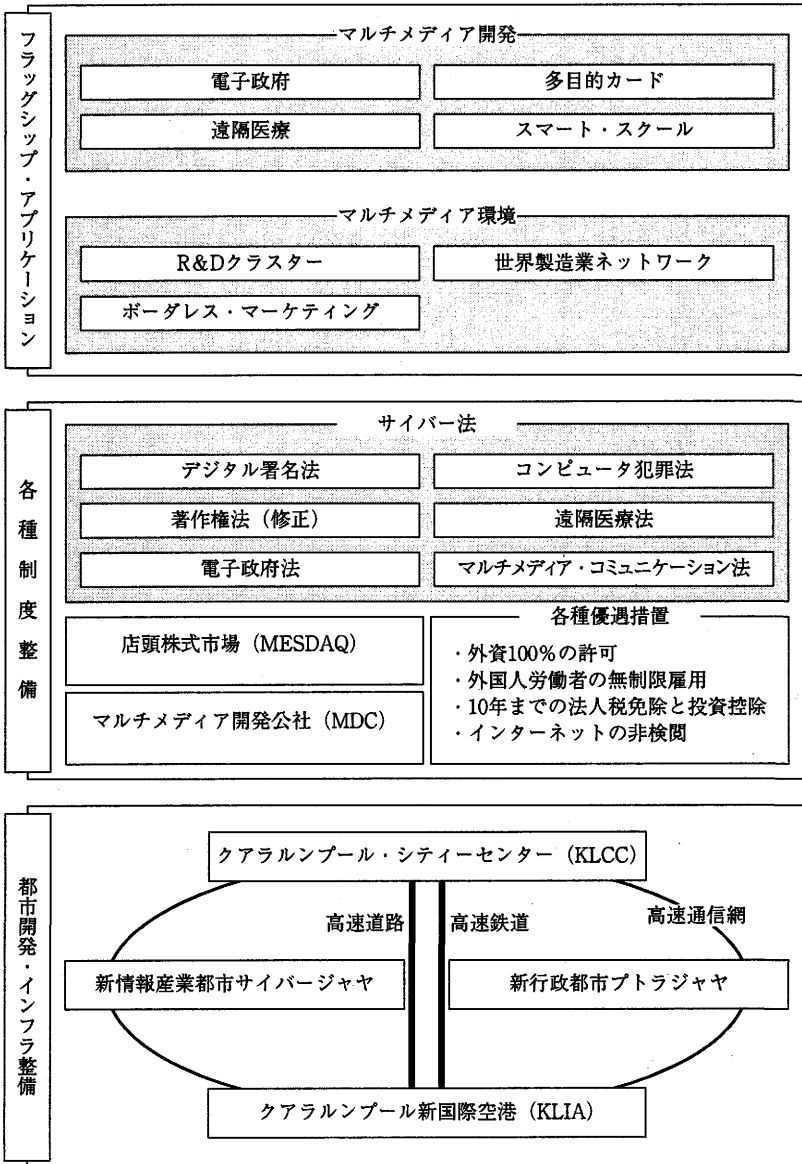 フラッグシップ・アプリケーション
マルチメディア開発
電子政府
多目的カード
遠隔医療
スマート・スクール
マルチメディア環境
R&Dクラスター
世界製造業ネットワーク
ボーダレス・マーケティング
各種制度整備
サイバー法
デジタル署名法
コンピュータ犯罪法
著作権法（修正）
遠隔医療法
電子政府法
マルチメディア・コミュニケーション法
店頭株式市場（MESDAQ）
マルチメディア開発公社（MDC）
各種優遇措置
・外資100％の許可
・外国人労働者の無制限雇用
・10年までの法人税免除と投資控除
・インターネットの非検閲
都市開発・インフラ整備
クアラルンプール・シティーセンター（KLCC）
高速道路
高速鉄道
高速通信網
新情報産業都市サイバージャヤ
新行政都市プトラジャヤ
クアラルンプール新国際空港（KLIA）